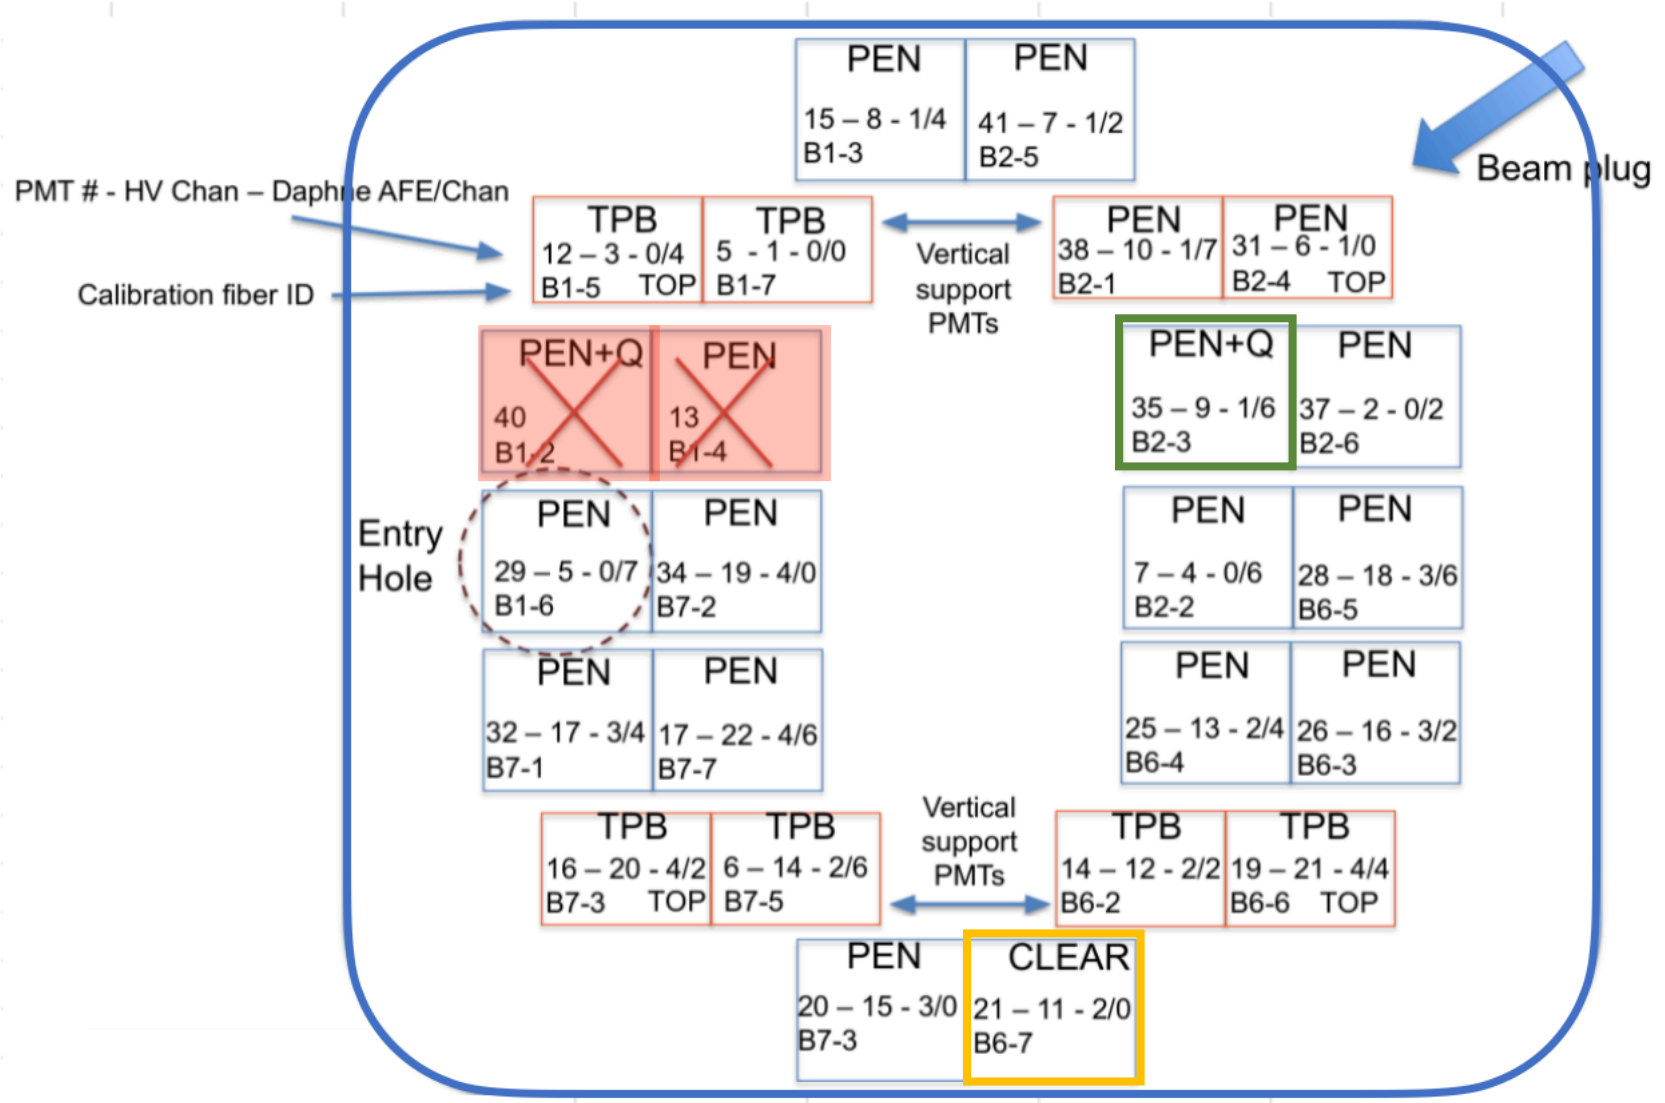 PEN PEN
15 – 8 - 1/4 41 – 7 - 1/2
B1-3 B2-5
Beam plug
PMT # - HV Chan – Daphne AFE/Chan
Calibration fiber ID
TPB TPB
12 – 3 - 0/4 5 - 1 - 0/0
B1-5 TOP B1-7
Vertical
support
PMTs
PEN PEN
38 – 10 - 1/7 31 – 6 - 1/0
B2-1 B2-4 TOP
PEN+Q PEN
40 13
B1-2 B1-4
PEN+Q PEN
35 – 9 - 1/6 37 – 2 - 0/2
B2-3 B2-6
Entry
Hole
PEN PEN
29 – 5 - 0/7 34 – 19 - 4/0
B1-6 B7-2
PEN PEN
7 – 4 - 0/6 28 – 18 - 3/6
B2-2 B6-5
PEN PEN
32 – 17 - 3/4 17 – 22 - 4/6
B7-1 B7-7
PEN PEN
25 – 13 - 2/4 26 – 16 - 3/2
B6-4 B6-3
TPB TPB
16 – 20 - 4/2 6 – 14 - 2/6
B7-3 TOP B7-5
Vertical
support
PMTs
TPB TPB
14 – 12 - 2/2 19 – 21 - 4/4
B6-2 B6-6 TOP
PEN CLEAR
20 – 15 - 3/0 21 – 11 - 2/0
B7-3 B6-7